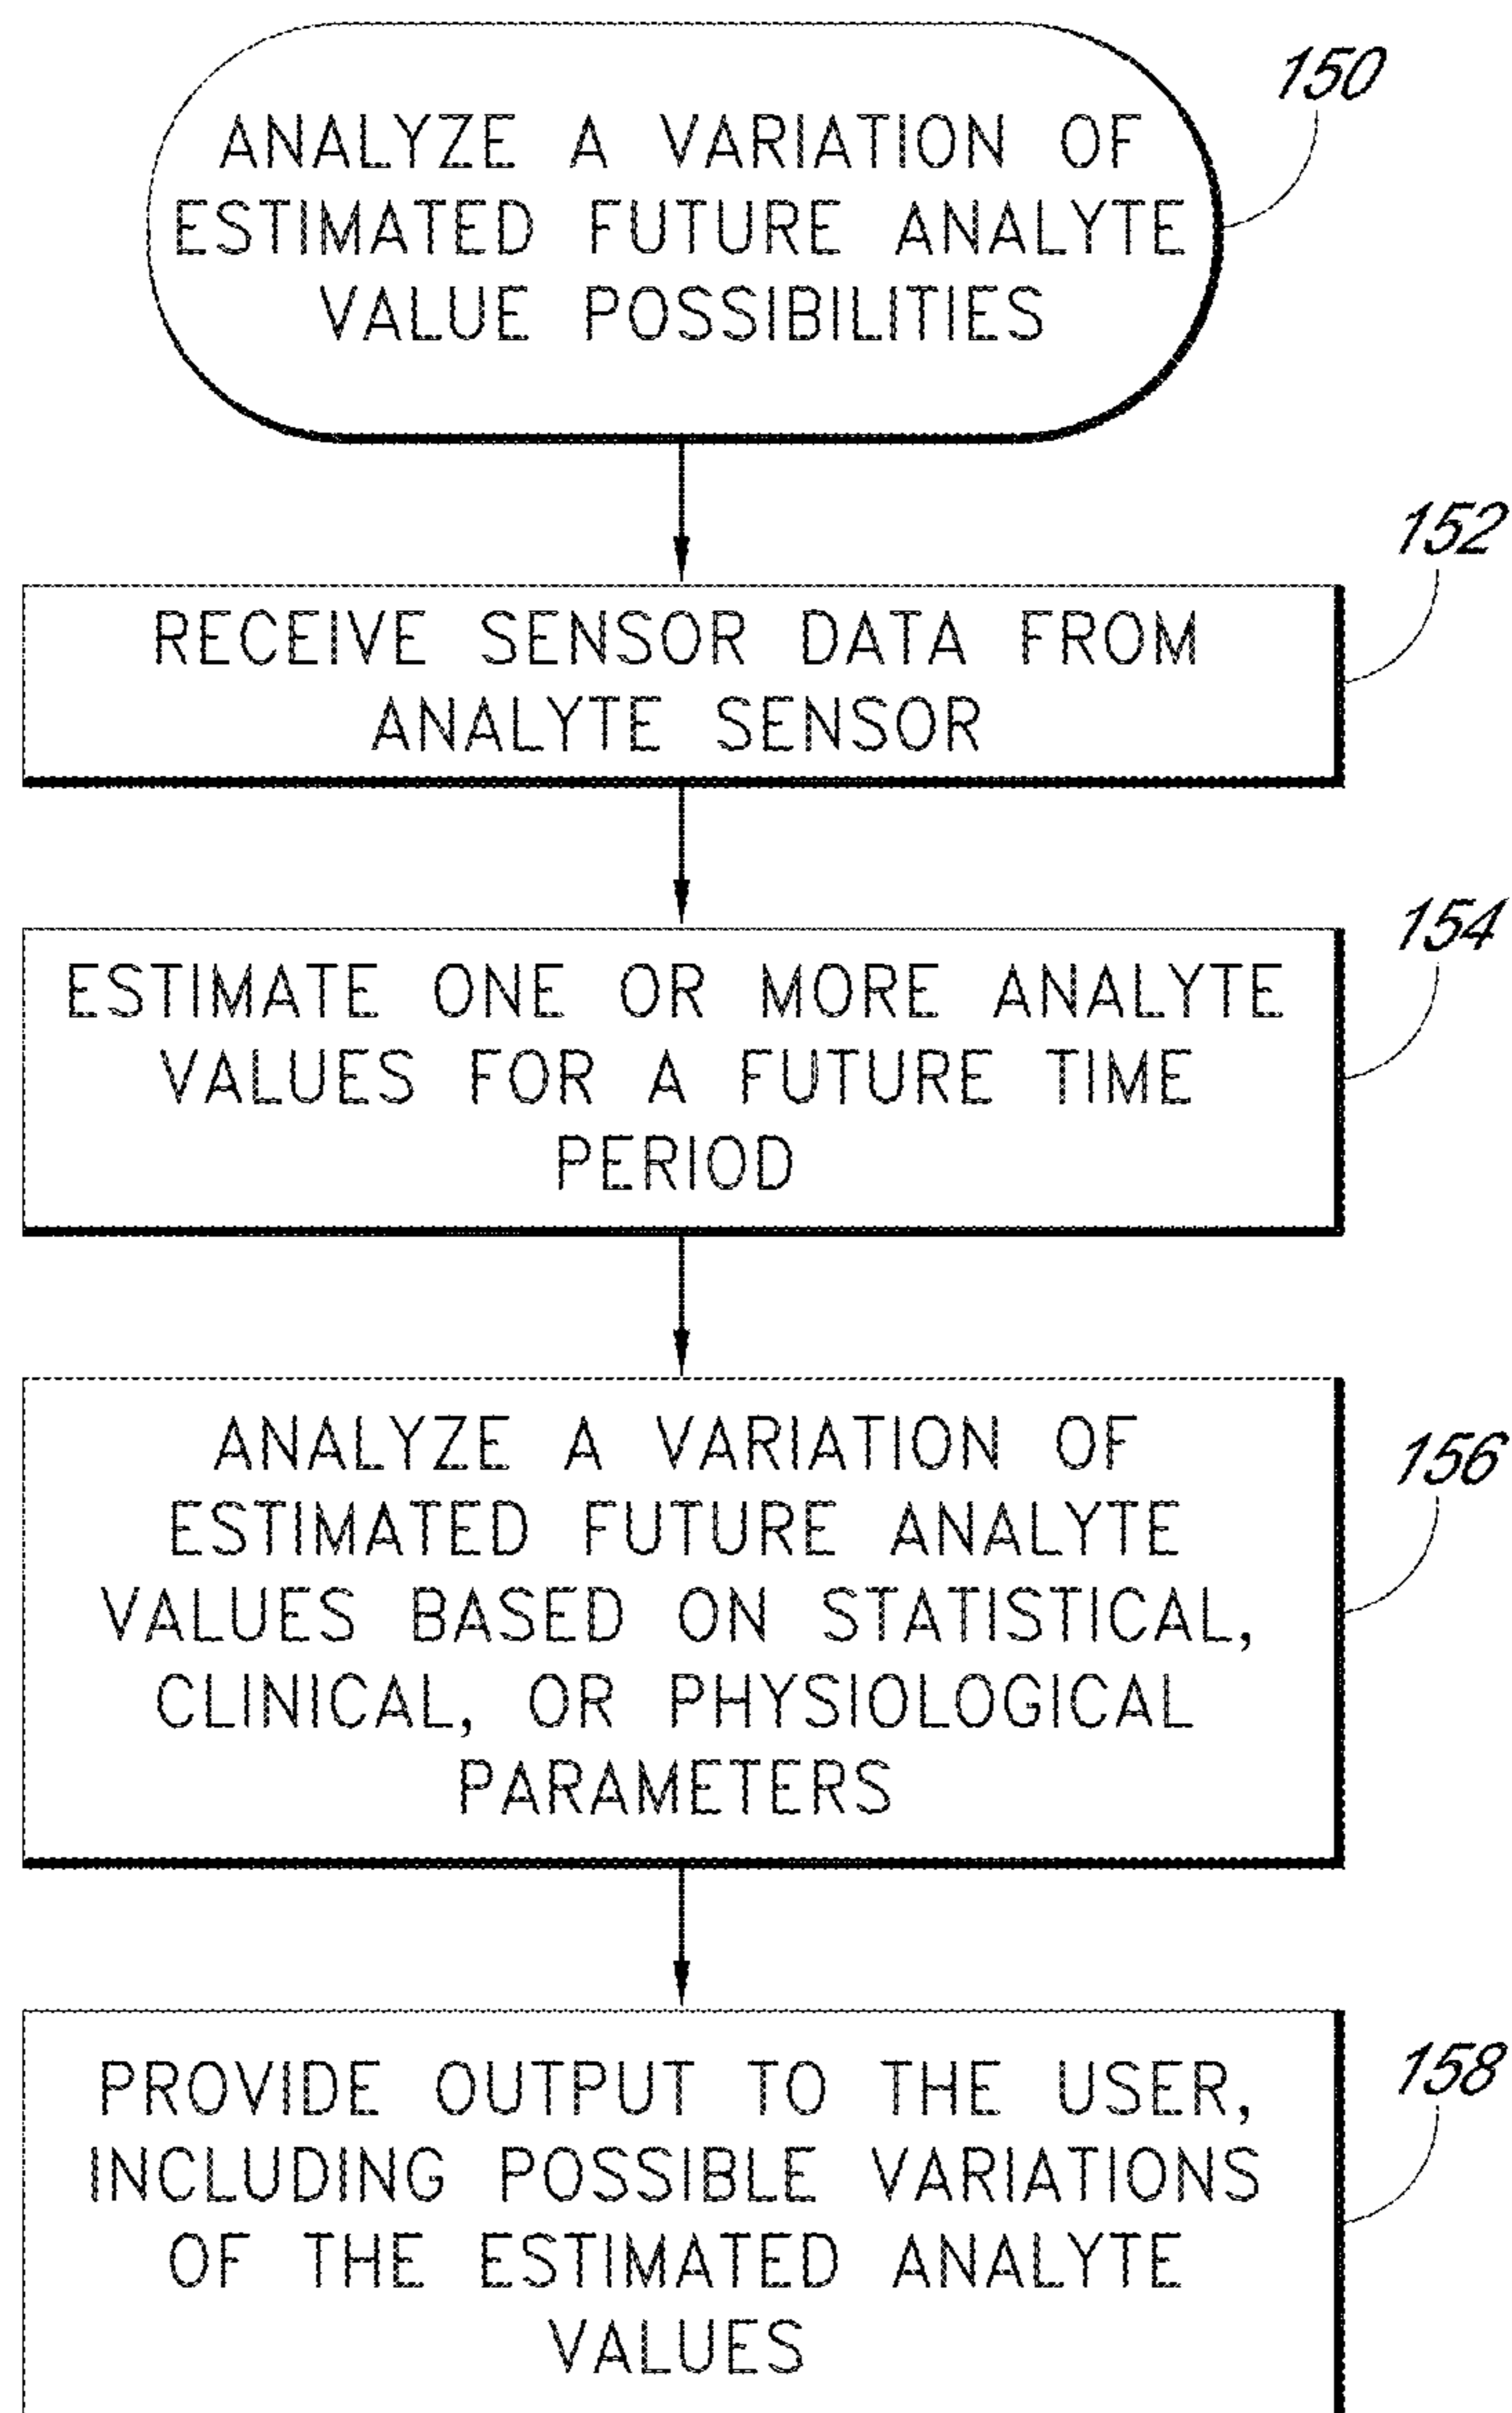 150
ANALYZE A VARIATION OF
ESTIMATED FUTURE ANALYTE
VALUE POSSIBILITIES
152
RECEIVE SENSOR DATA FROM
ANALYTE SENSOR
154
ESTIMATE ONE OR MORE ANALYTE
VALUES FOR A FUTURE TIME
PERIOD
156
ANALYZE A VARIATION OF
ESTIMATED FUTURE ANALYTE
VALUES BASED ON STATISTICAL,
CLINICAL, OR PHYSIOLOGICAL
PARAMETERS
158
PROVIDE OUTPUT TO THE USER,
INCLUDING POSSIBLE VARIATIONS
OF THE ESTIMATED ANALYTE
VALUES